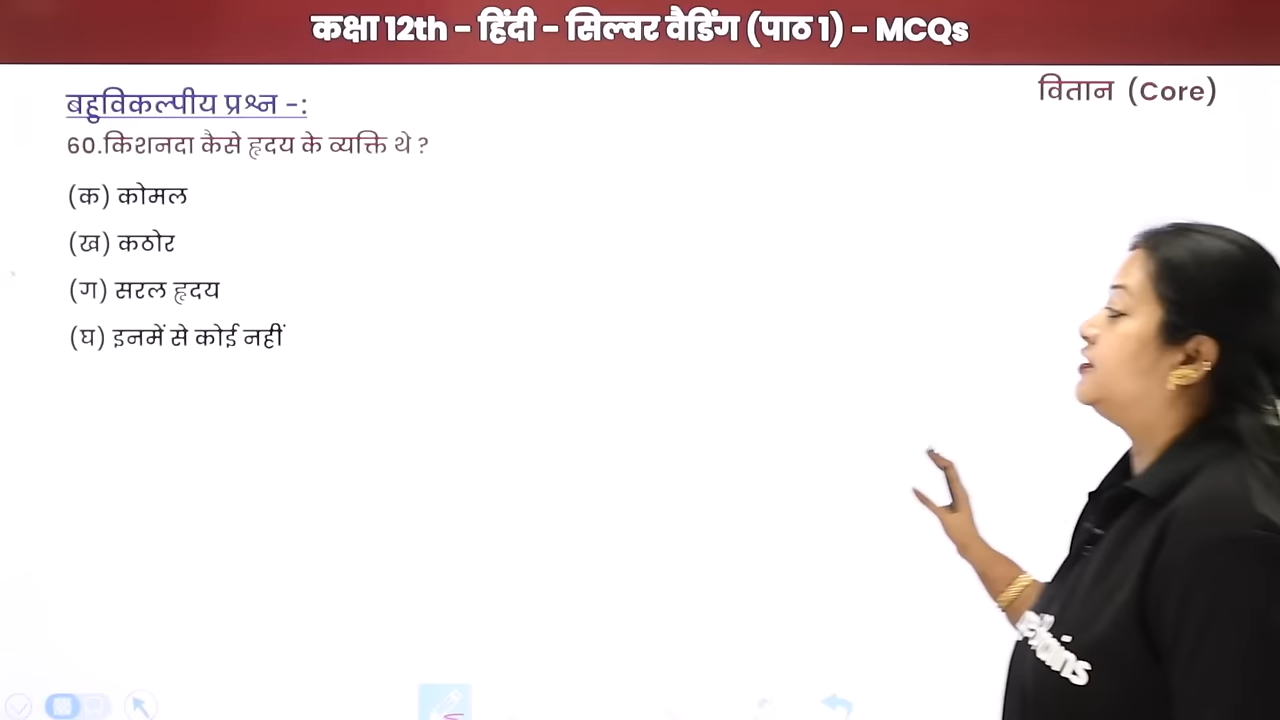 कक्षा 12th - हिंदी - सिल्वर वैडिंग (पाठ 1) - MCQs
वितान (Core)
बहुविकल्पीय प्रश्न -:
60.किशनदा कैसे हृदय के व्यक्ति थे ?
(क) कोमल
(ख) कठोर
(ग) सरल हृदय
(घ) इनमें से कोई नहीं